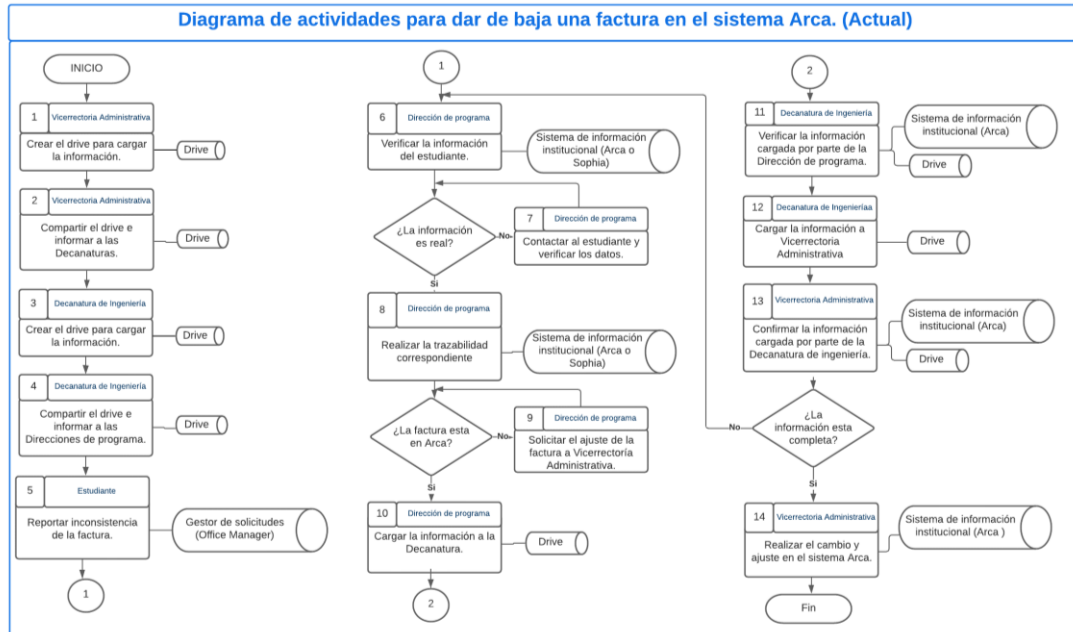 Diagrama de actividades para dar de baja una factura en el sistema Arca. (Actual)
INICIO
1
Vicerrectoria Administrativa
Crear el drive para cargar
la información.
Drive
2
Vicerrectoria Administrativa
Compartir el drive e
informar a las
Decanaturas.
Drive
3
Decanatura de Ingeniería
Crear el drive para cargar
la información.
Drive
4
Decanatura de Ingeniería
Compartir el drive e
informar a las
Direcciones de programa.
Drive
5
Estudiante
Reportar inconsistencia
de la factura.
Gestor de solicitudes
(Office Manager)
1
1
6
Dirección de programa
Verificar la información
del estudiante.
Sistema de información
institucional (Arca o
Sophia)
¿La información
es real?
No
7
Dirección de programa
Contactar al estudiante y
verificar los datos.
Si
8
Dirección de programa
Realizar la trazabilidad
correspondiente
Sistema de información
institucional (Arca o
Sophia)
¿La factura esta
en Arca?
No
9
Dirección de programa
Solicitar el ajuste de la
factura a Vicerrectoría
Administrativa.
Si
10
Dirección de programa
Cargar la información a la
Decanatura.
Drive
2
2
11
Decanatura de Ingeniería
Verificar la información
cargada por parte de la
Dirección de programa.
Sistema de información
institucional (Arca)
Drive
12
Decanatura de Ingenieríaa
Cargar la información a
Vicerrectoria
Administrativa
Drive
13
Vicerrectoria Administrativa
Confirmar la información
cargada por parte de la
Decanatura de ingeniería.
Sistema de información
institucional (Arca)
Drive
¿La
información esta
completa?
No
Si
14
Vicerrectoria Administrativa
Realizar el cambio y
ajuste en el sistema Arca.
Sistema de información
institucional (Arca )
Fin